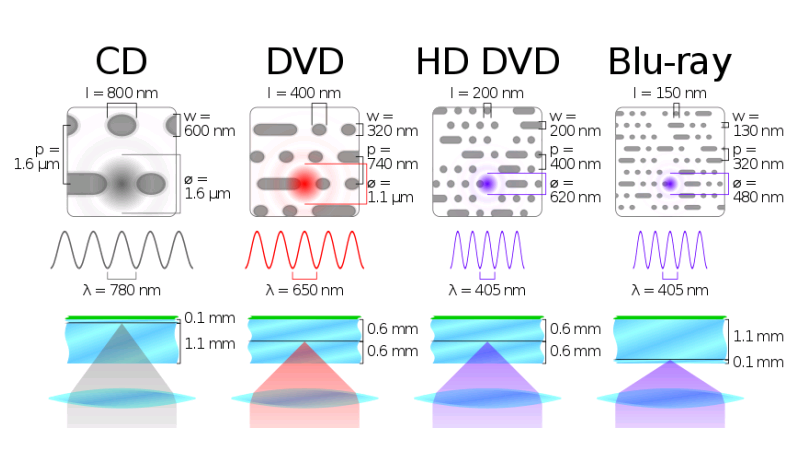 CD
DVD
HD DVD
Blu-ray
l = 800 nm
l = 400 nm
l = 200 nm
l = 150 nm
w =
600 nm
p =
1.6 µm
ø =
1.6 µm
w =
320 nm
p =
740 nm
ø =
1.1 µm
w =
200 nm
p =
400 nm
ø =
620 nm
w =
130 nm
p =
320 nm
ø =
480 nm
λ = 780 nm
λ = 650 nm
λ = 405 nm
λ = 405 nm
0.1 mm
1.1 mm
0.6 mm
0.6 mm
0.6 mm
0.6 mm
1.1 mm
0.1 mm